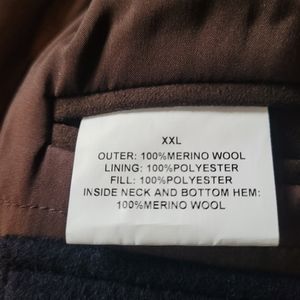 XXL
OUTER: 100%MERINO WOOL
LINING: 100%POLYESTER
FILL: 100%POLYESTER
INSIDE NECK AND BOTTOM HEM:
100%MERINO WOOL